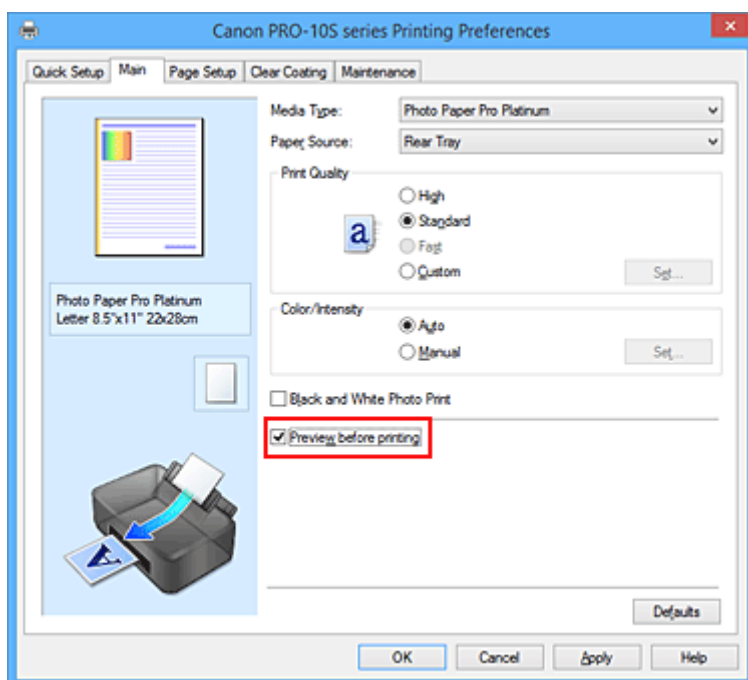 Canon PRO-10S series Printing Preferences
Quick Setup Main Page Setup Clear Coating Maintenance
Media Type: Photo Paper Pro Platinum
Paper Source: Rear Tray
Print Quality
High
a Standard
Fast
Custom Set...
Photo Paper Pro Platinum
Letter 8.5"x11" 22x28cm
Color/Intensity
Auto
Manual Set...
Black and White Photo Print
Preview before printing
A
Defaults
OK Cancel Apply Help